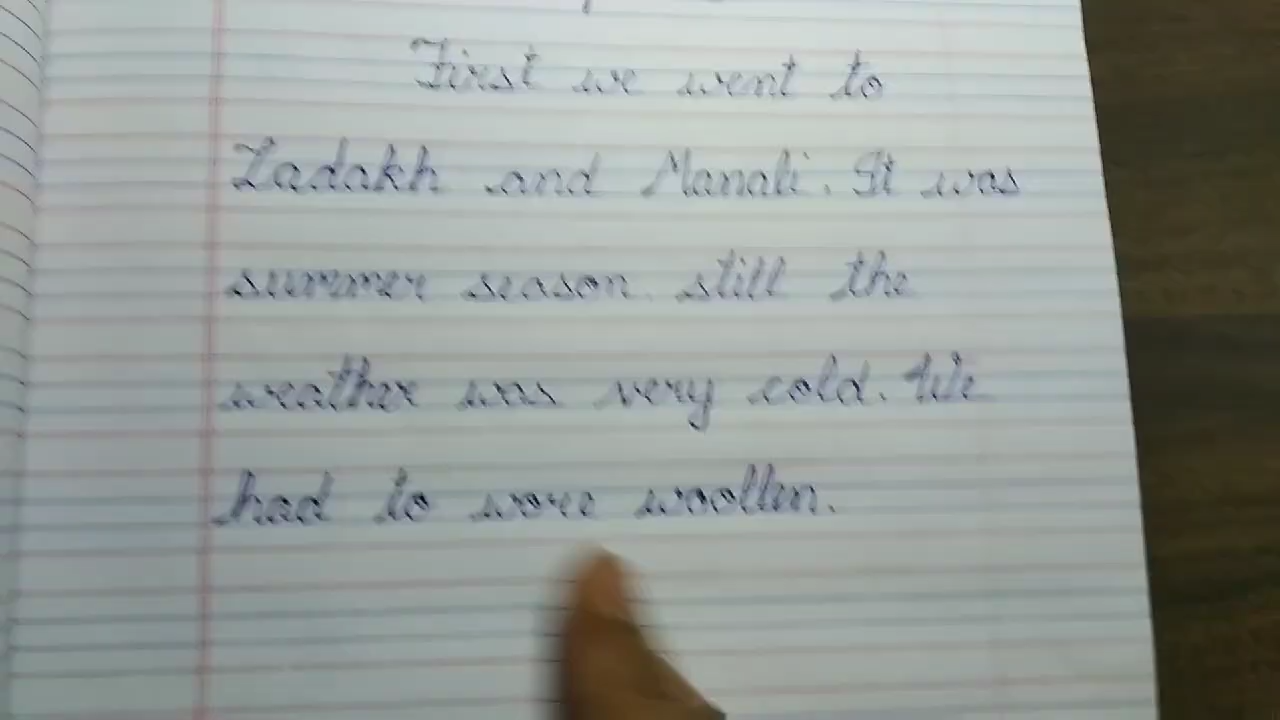 First we went to
Ladakh and Manali. It was
summer season. still the
weather was very cold. We
had to wore woollen.